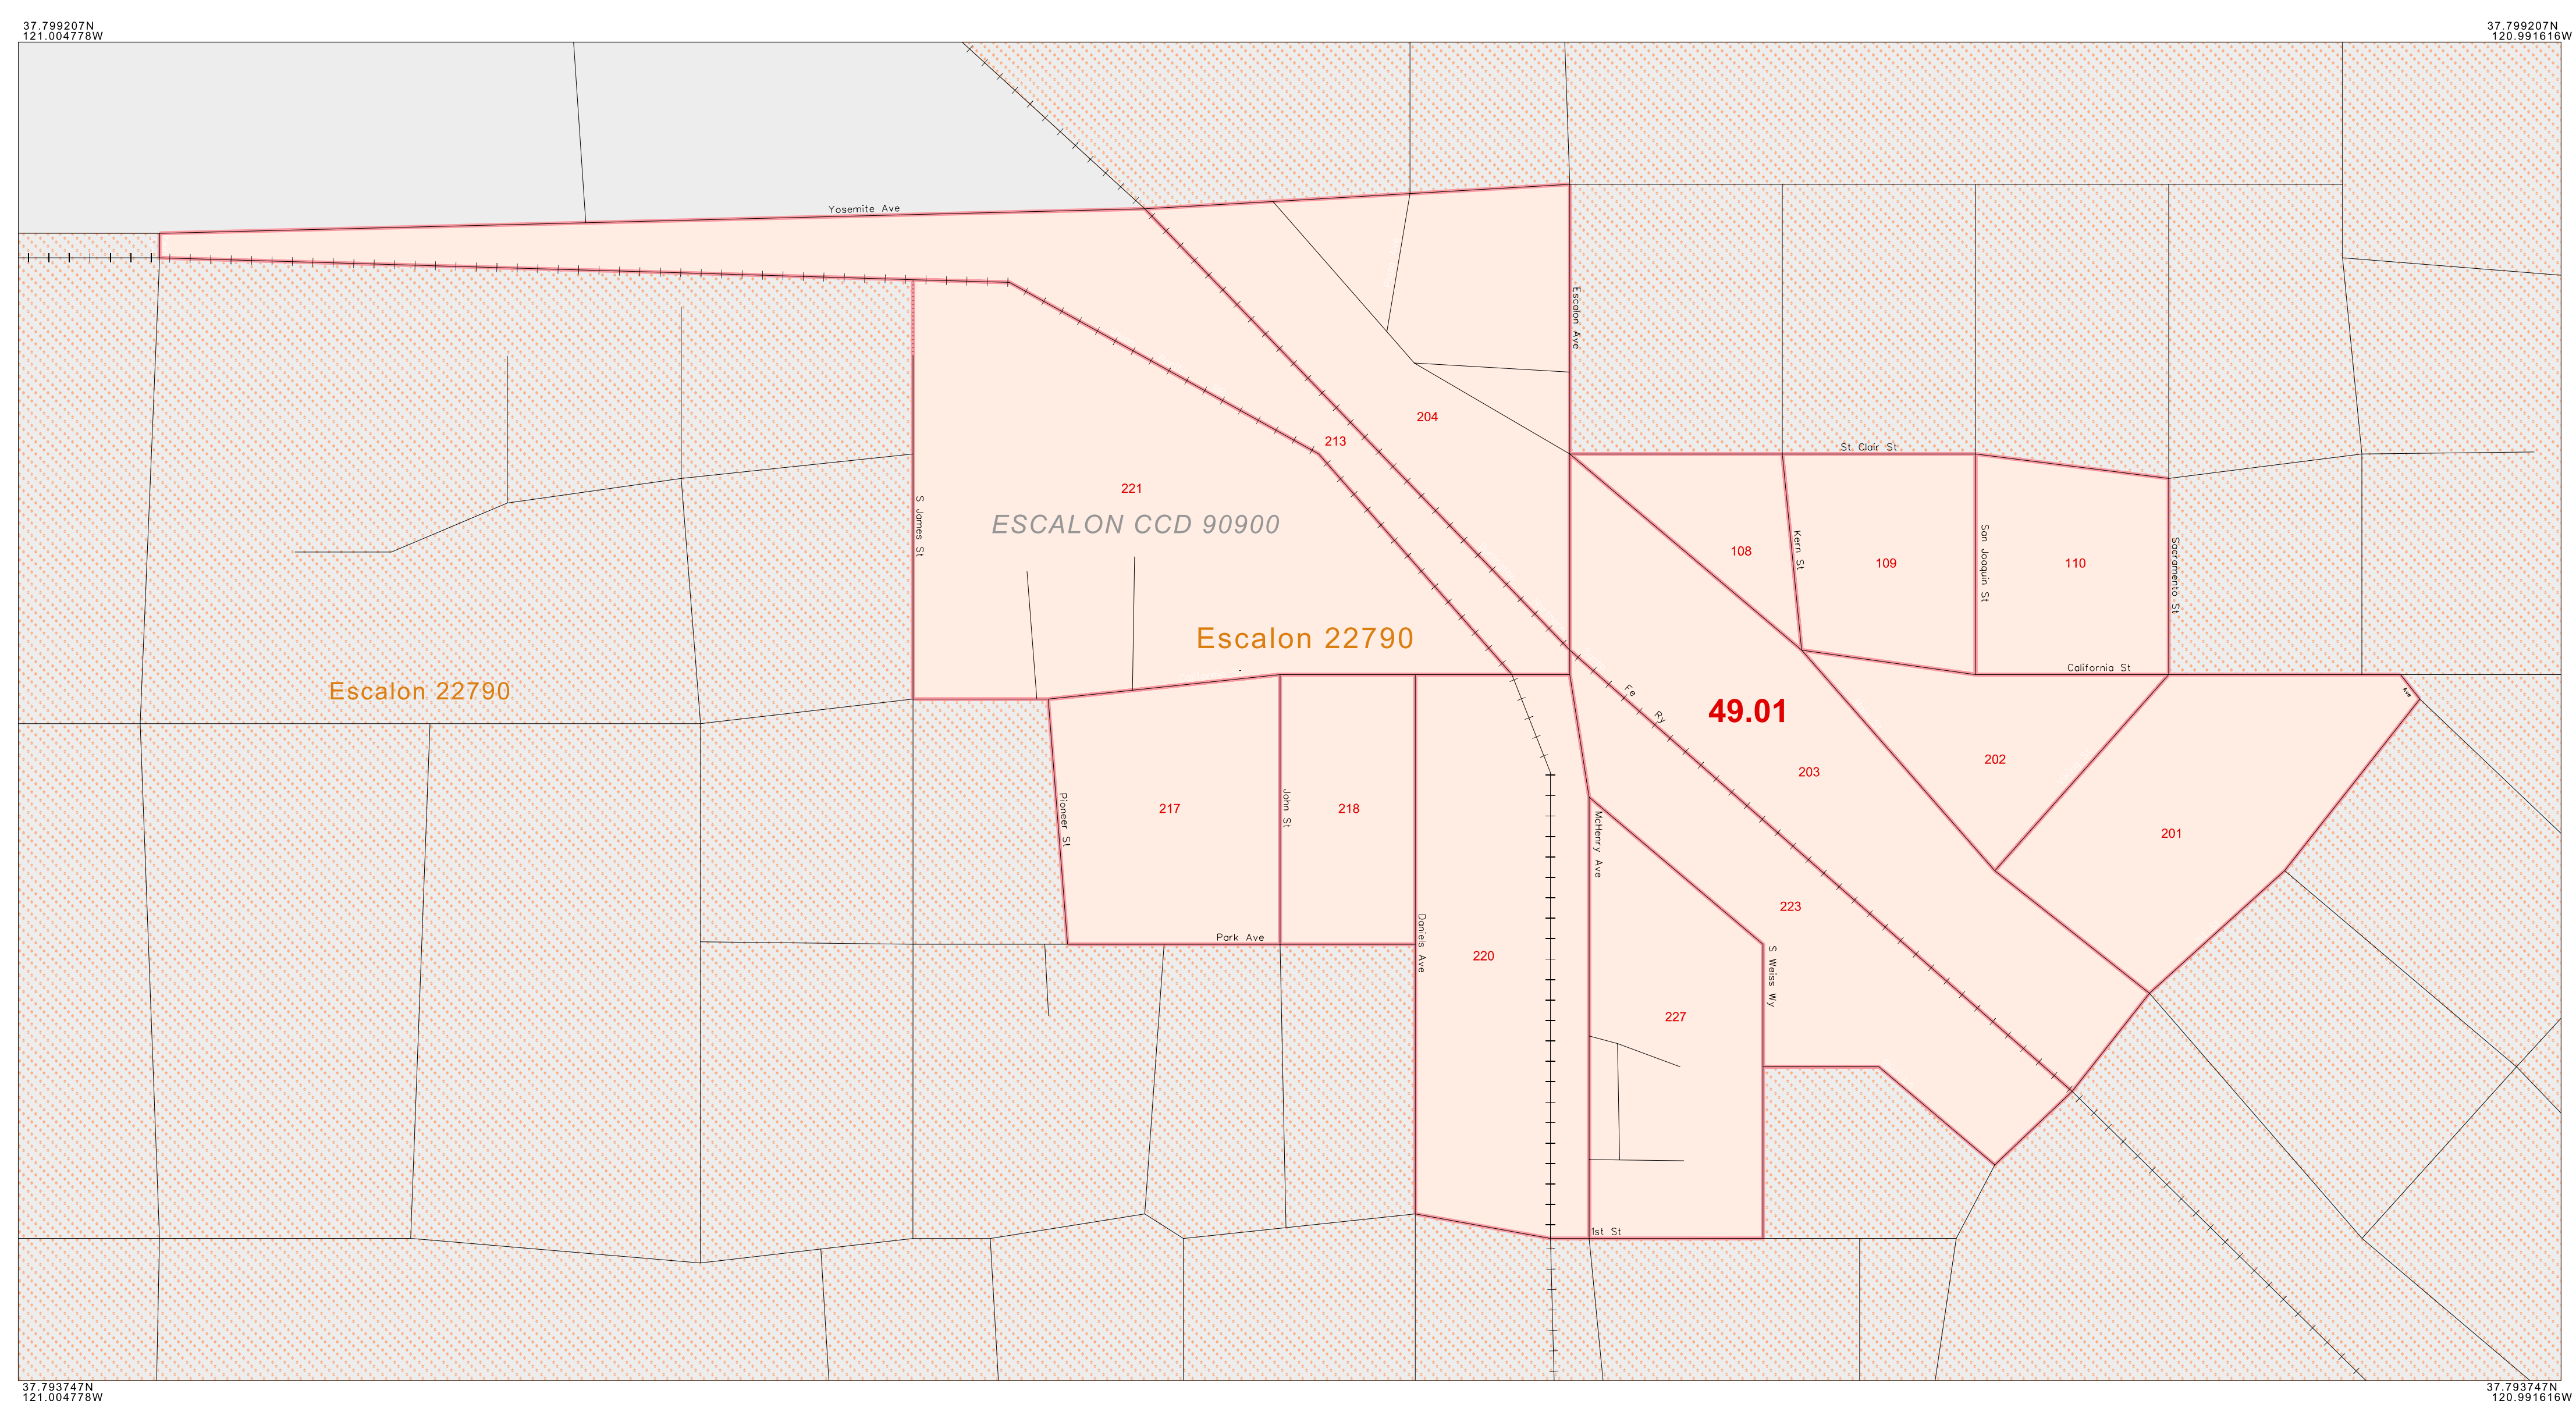 37.799207N
121.004778W
37.799207N
120.991616W
Yosemite Ave
Escalon Ave
204
213
St Clair St
221
S James St
ESCALON CCD 90900
108
Kern St
109
San Joaquin St
110
Sacramento St
Escalon 22790
Escalon 22790
California St
Fe
Ry
49.01
Ave
202
203
201
217
218
Pioneer St
John St
McHenry Ave
223
Park Ave
Daniels Ave
220
S Weiss Wy
227
1st St
37.793747N
121.004778W
37.793747N
120.991616W